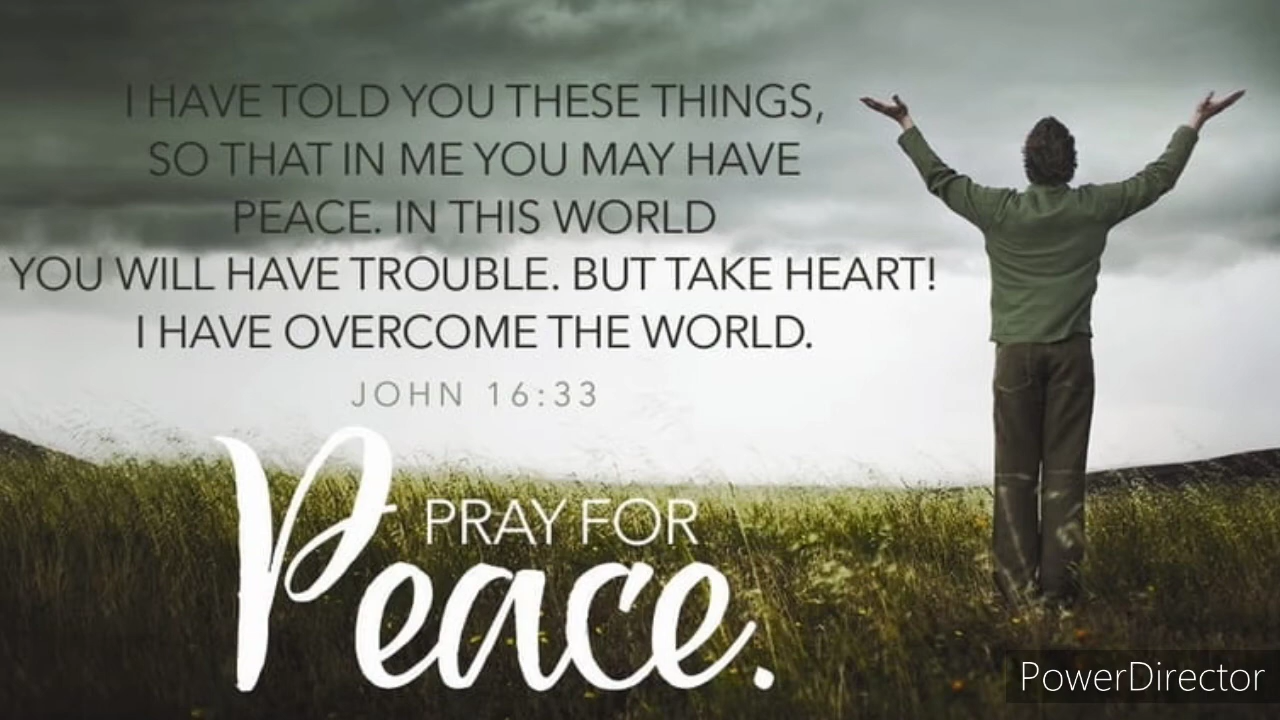 I HAVE TOLD YOU THESE THINGS,
SO THAT IN ME YOU MAY HAVE
PEACE. IN THIS WORLD
YOU WILL HAVE TROUBLE. BUT TAKE HEART!
I HAVE OVERCOME THE WORLD.
JOHN 16:33
PRAY FOR
Peace.
PowerDirector